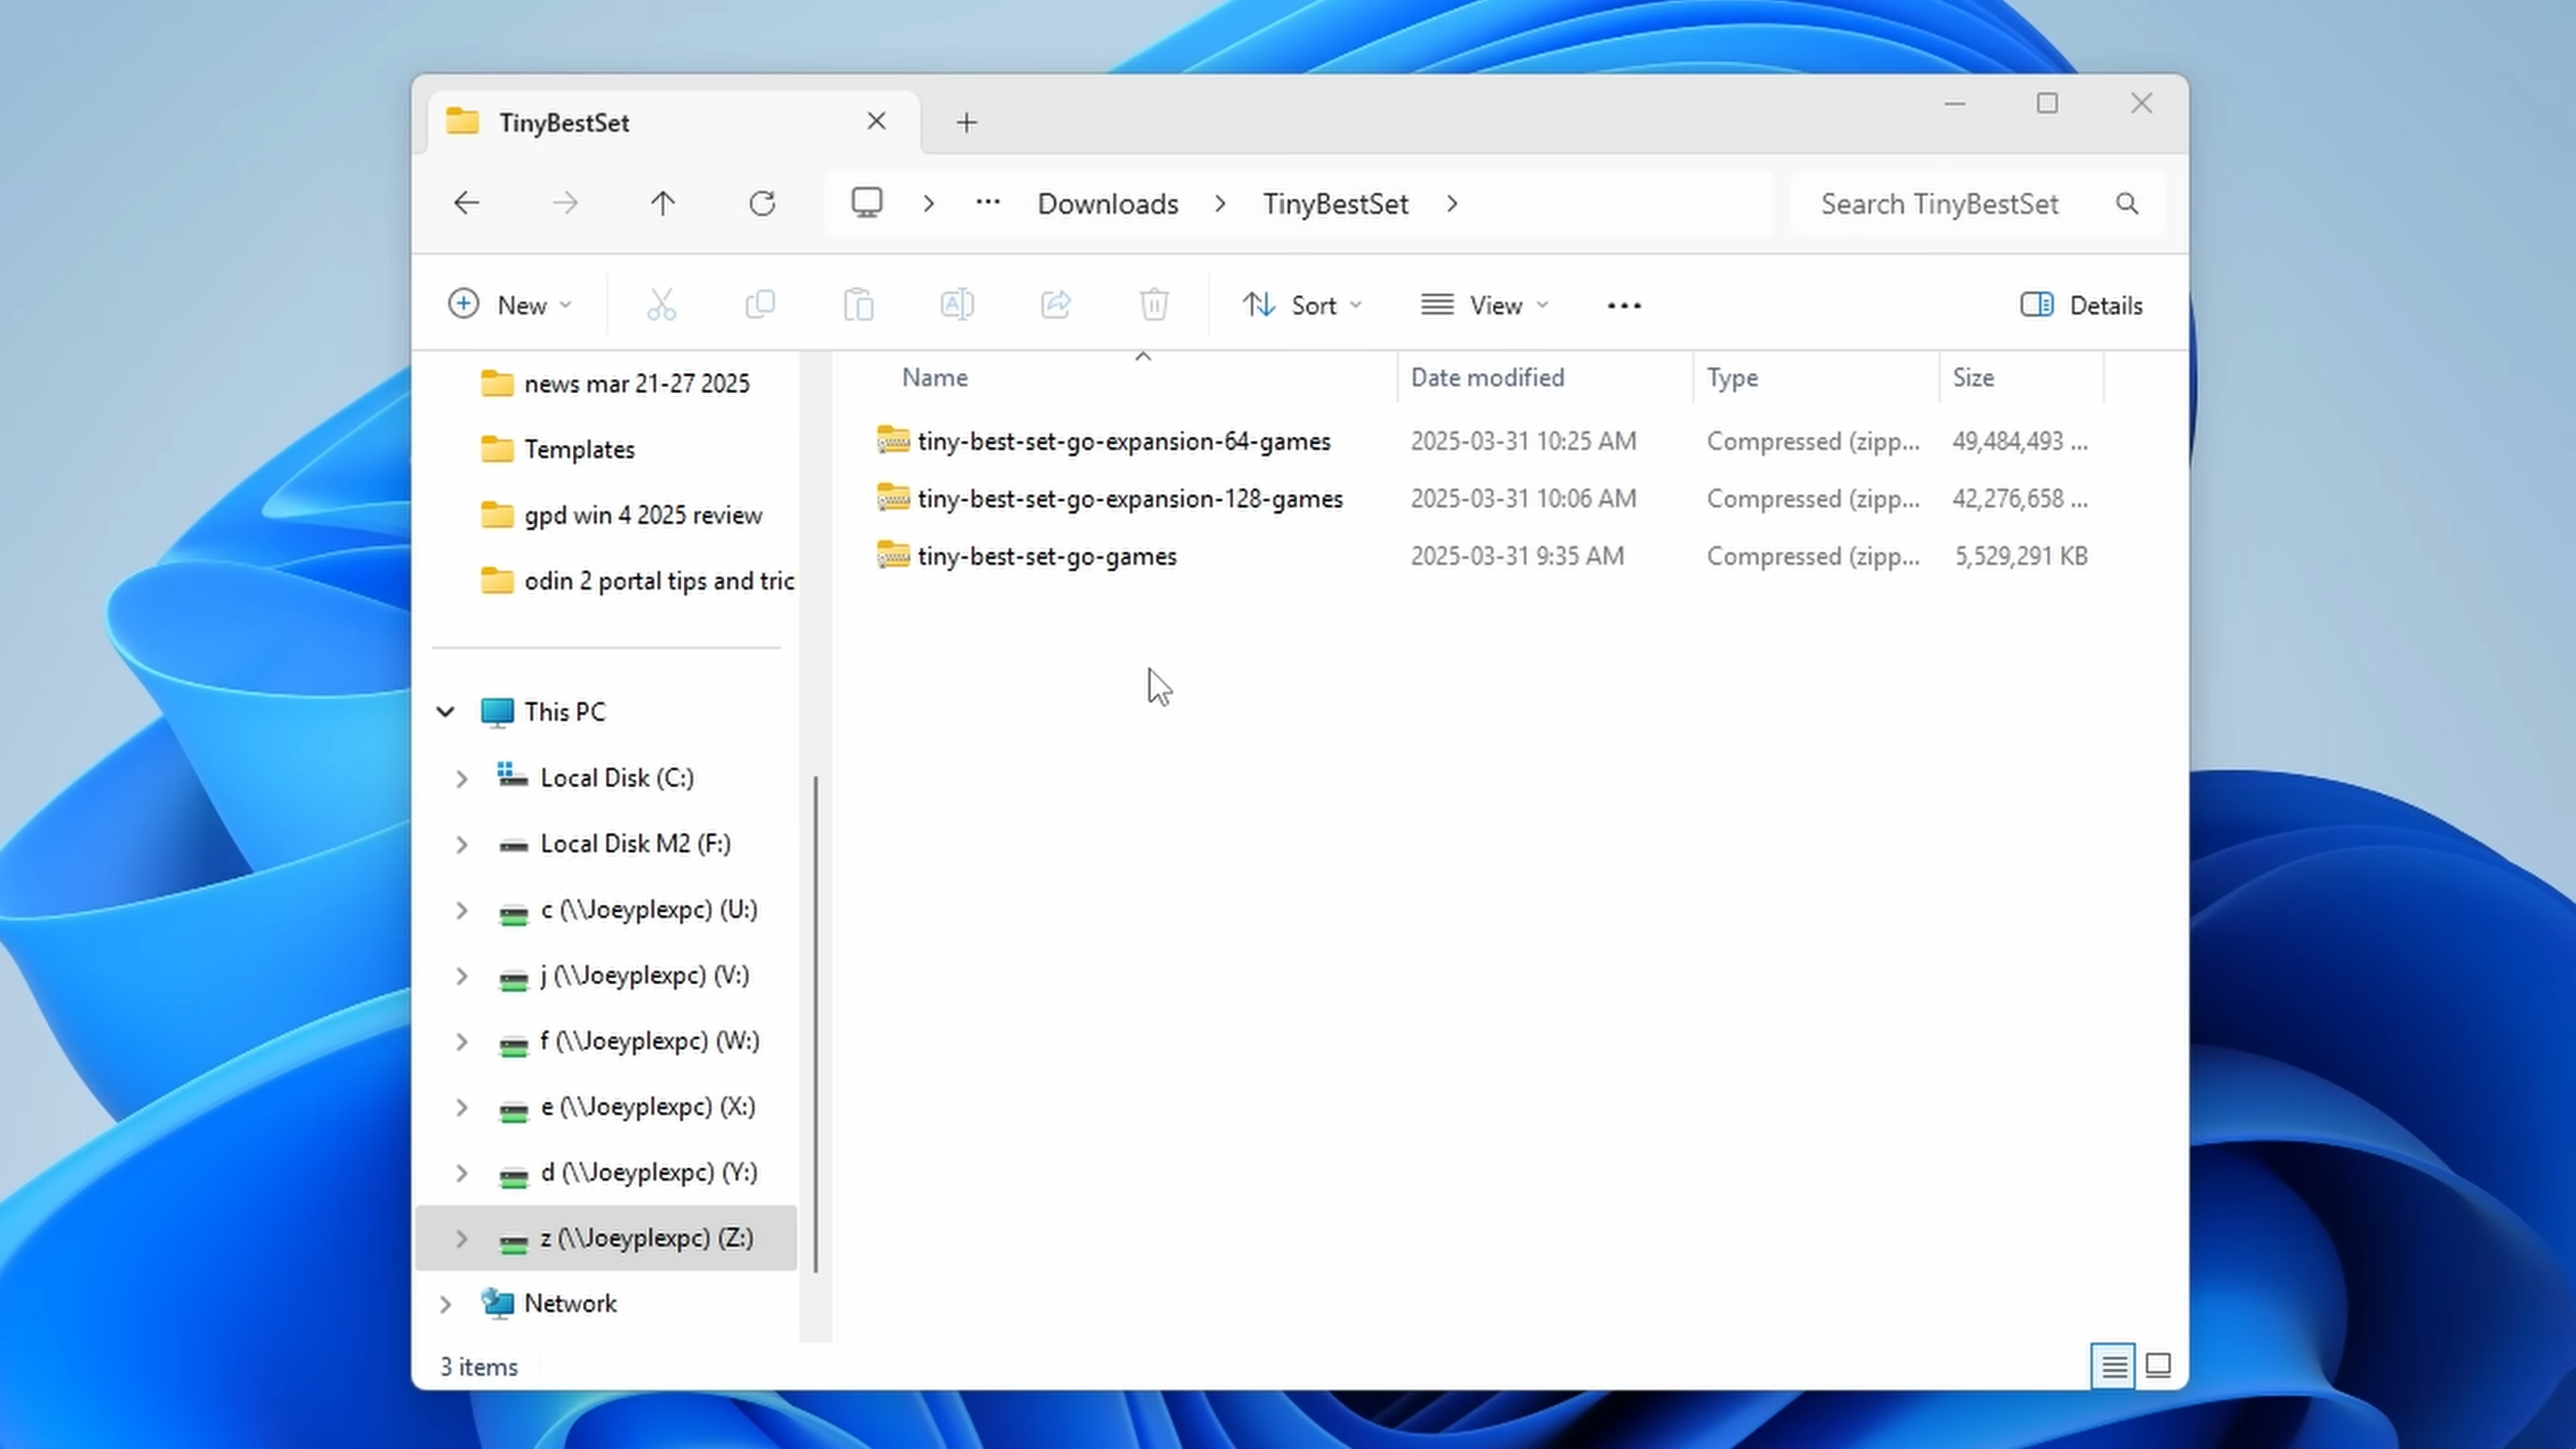 TinyBestSet
Downloads
TinyBestSet
Search TinyBestSet
New
Sort
View
Details
news mar 21-27 2025
Templates
gpd win 4 2025 review
odin 2 portal tips and tric
This PC
Local Disk (C:)
Local Disk M2 (F:)
c (\\Joeyplexpc) (U:)
j (\\Joeyplexpc) (V:)
f (\\Joeyplexpc) (W:)
e (\\Joeyplexpc) (X:)
d (\\Joeyplexpc) (Y:)
z (\\Joeyplexpc) (Z:)
Network
Name Date modified Type Size
tiny-best-set-go-expansion-64-games 2025-03-31 10:25 AM Compressed (zipp... 49,484,493 ...
tiny-best-set-go-expansion-128-games 2025-03-31 10:06 AM Compressed (zipp... 42,276,658 ...
tiny-best-set-go-games 2025-03-31 9:35 AM Compressed (zipp... 5,529,291 KB
3 items